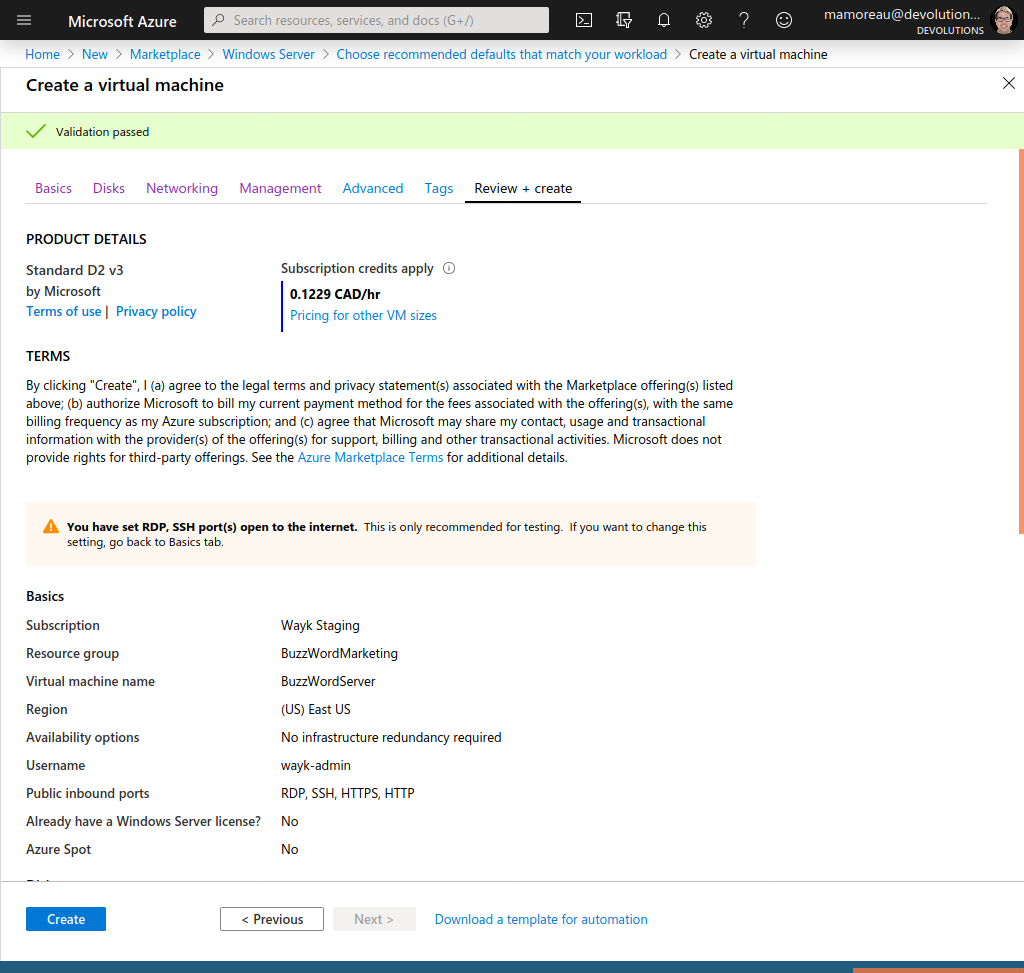 Microsoft Azure
Search resources, services, and docs (G+/)
mamoreau@devolution...
DEVOLUTIONS
Home > New > Marketplace > Windows Server > Choose recommended defaults that match your workload > Create a virtual machine
Create a virtual machine
Validation passed
Basics Disks Networking Management Advanced Tags Review + create
PRODUCT DETAILS
Standard D2 v3
by Microsoft
Terms of use | Privacy policy
Subscription credits apply
0.1229 CAD/hr
Pricing for other VM sizes
TERMS
By clicking "Create", I (a) agree to the legal terms and privacy statement(s) associated with the Marketplace offering(s) listed
above; (b) authorize Microsoft to bill my current payment method for the fees associated with the offering(s), with the same
billing frequency as my Azure subscription; and (c) agree that Microsoft may share my contact, usage and transactional
information with the provider(s) of the offering(s) for support, billing and other transactional activities. Microsoft does not
provide rights for third-party offerings. See the Azure Marketplace Terms for additional details.
You have set RDP, SSH port(s) open to the internet. This is only recommended for testing. If you want to change this
setting, go back to Basics tab.
Basics
Subscription Wayk Staging
Resource group BuzzWordMarketing
Virtual machine name BuzzWordServer
Region (US) East US
Availability options No infrastructure redundancy required
Username wayk-admin
Public inbound ports RDP, SSH, HTTPS, HTTP
Already have a Windows Server license? No
Azure Spot No
Create < Previous Next > Download a template for automation